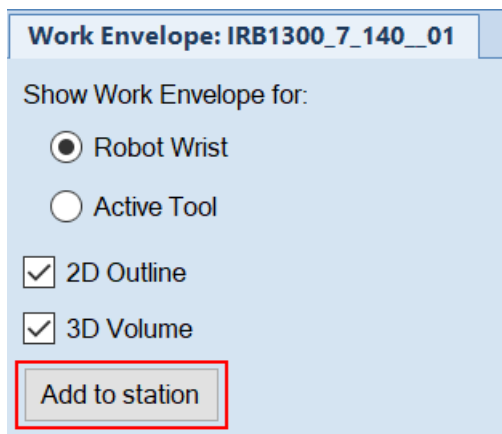 Work Envelope: IRB1300_7_140__01
Show Work Envelope for:
Robot Wrist
Active Tool
2D Outline
3D Volume
Add to station